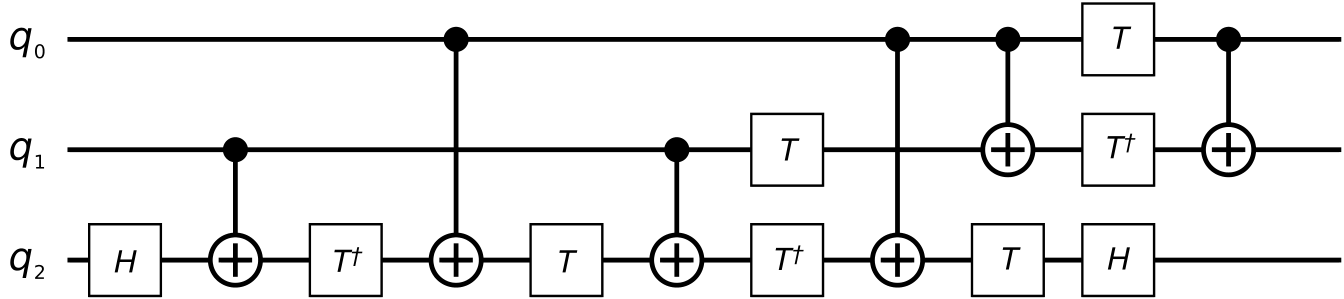 q₀ T
q₁ T T†
q₂ H T† T T† T H